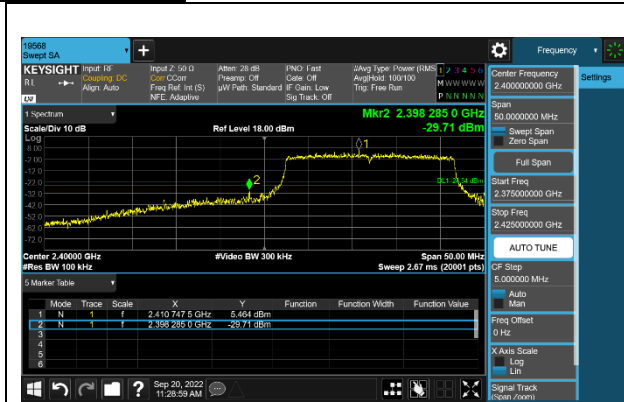 19568
Swept SA
Frequency
KEYSIGHT
Input: RF
Input Z: 50 Ω
Atten: 28 dB
PNO: Fast
#Avg Type: Power (RMS
1 2 3 4 5 6
R L
Coupling: DC
Corr CCorr
Preamp: Off
Gate: Off
Avg|Hold: 100/100
M W W W W W
Align: Auto
Freq Ref: Int (S)
µW Path: Standard
IF Gain: Low
Trig: Free Run
P N N N N N
NFE: Adaptive
Sig Track: Off
1 Spectrum
Mkr2 2.398 285 0 GHz
Scale/Div 10 dB
Ref Level 18.00 dBm
-29.71 dBm
Log
8.00
-2.00
-12.0
-22.0
-32.0
-42.0
-52.0
-62.0
-72.0
1
2
Center 2.40000 GHz
#Video BW 300 kHz
Span 50.00 MHz
#Res BW 100 kHz
Sweep 2.67 ms (20001 pts)
5 Marker Table
Mode Trace Scale X Y Function Function Width Function Value
1 N 1 f 2.410 747 5 GHz 5.464 dBm
2 N 1 f 2.398 285 0 GHz -29.71 dBm
3
4
5
6
Sep 20, 2022
11:28:59 AM
Center Frequency
2.400000000 GHz
Settings
Span
50.0000000 MHz
Swept Span
Zero Span
Full Span
Start Freq
2.375000000 GHz
Stop Freq
2.425000000 GHz
AUTO TUNE
CF Step
5.000000 MHz
Auto
Man
Freq Offset
0 Hz
X Axis Scale
Log
Lin
Signal Track
(Span Zoom)